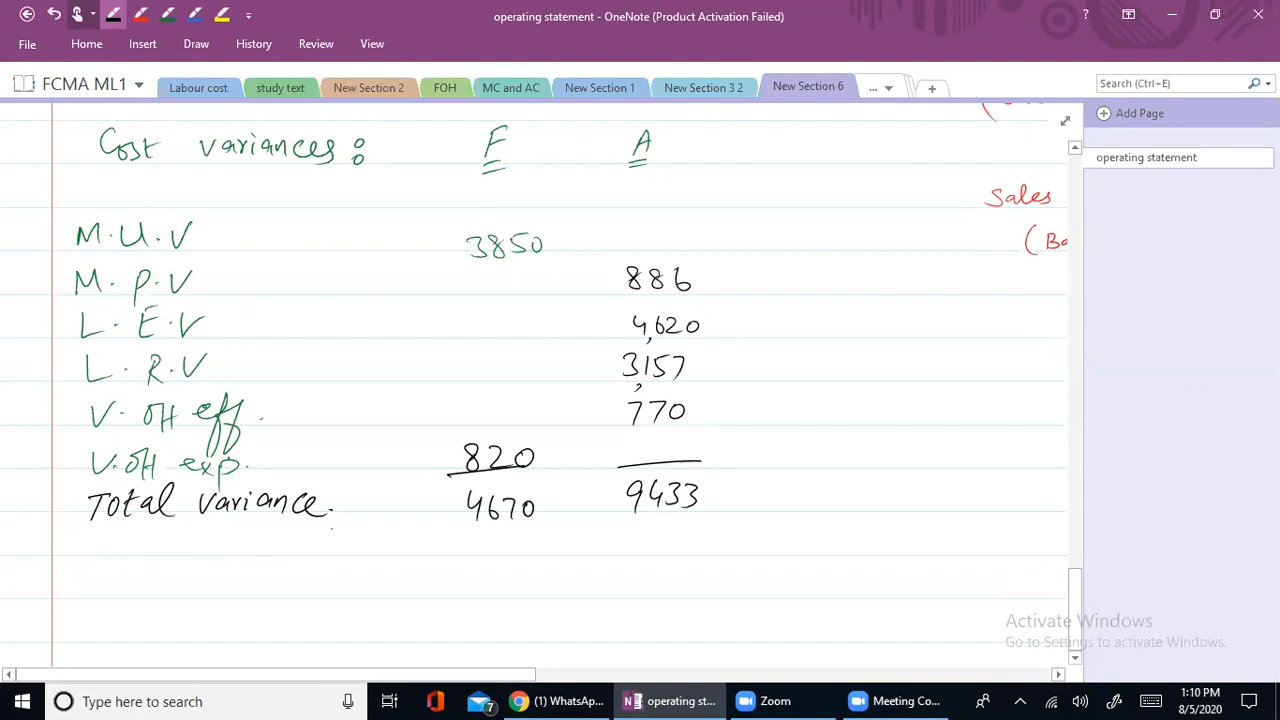 operating statement - OneNote (Product Activation Failed)
File Home Insert Draw History Review View
FCMA ML1 Labour cost study text New Section 2 FOH MC and AC New Section 1 New Section 3 2 New Section 6 ... Search (Ctrl+E)
Add Page
operating statement
Cost variances : F A
Sales
M.U.V 3850
M.P.V 886
L.E.V 4,620
L.R.V 3,157
V.OH eff. 770
V.OH exp. 820
Total variance. 4670 9433
Activate Windows
Go to Settings to activate Windows.
Type here to search 7 (1) WhatsAp... operating sta... Zoom Meeting Co... 1:10 PM
8/5/2020